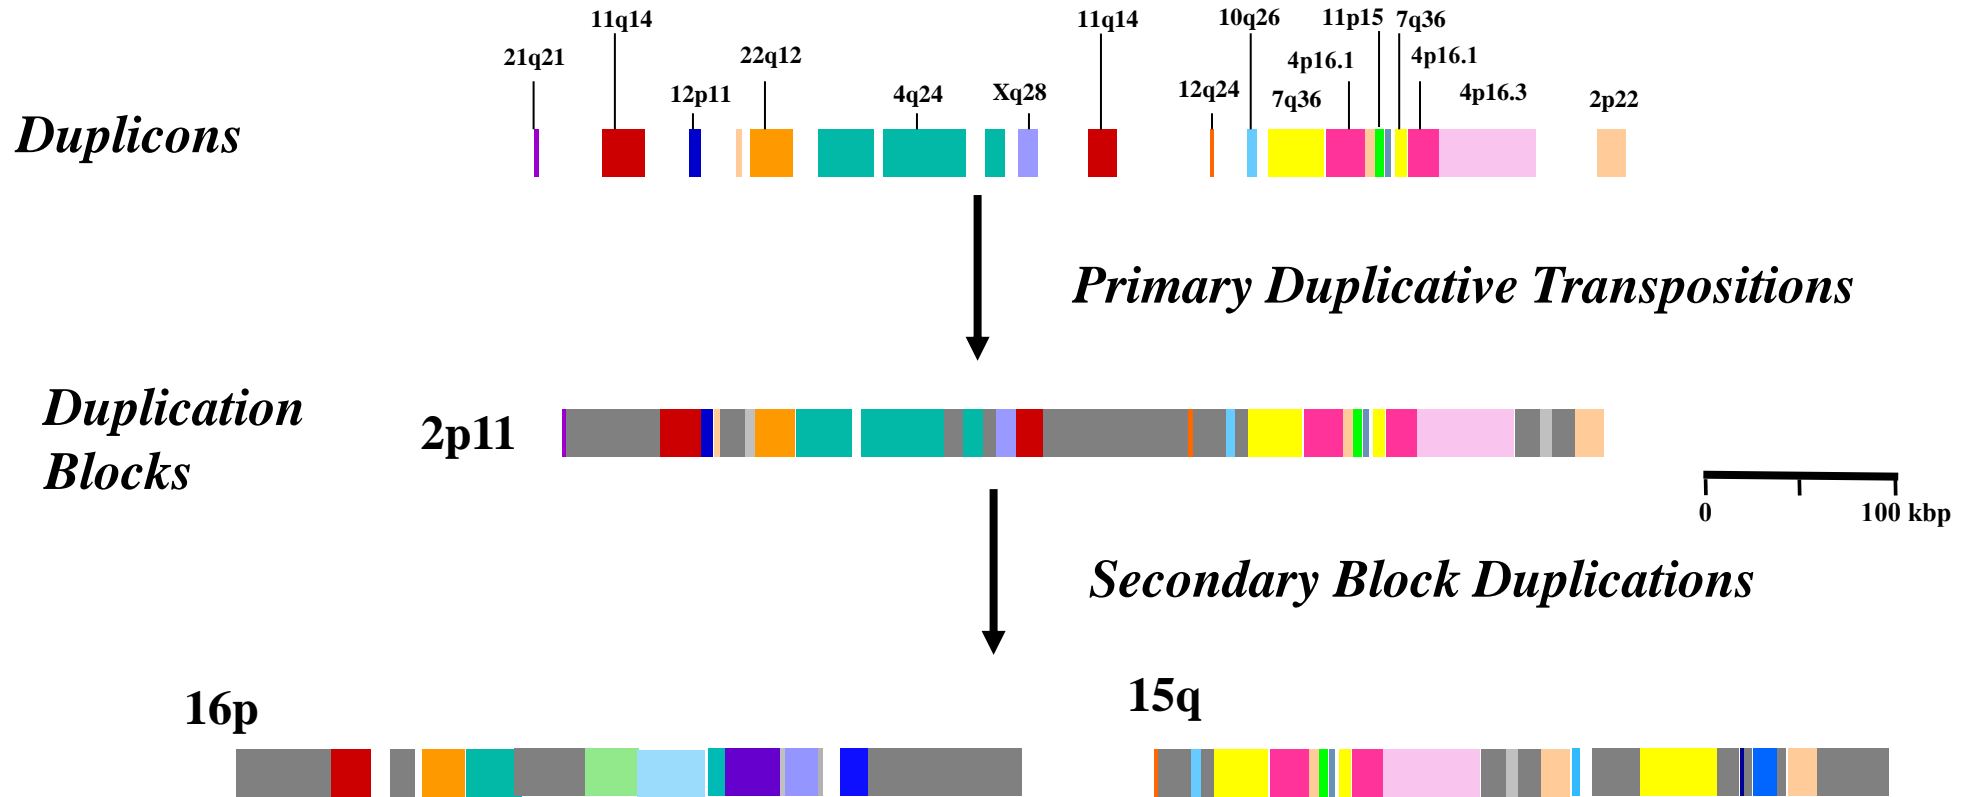 11q14 11q14 10q26 11p15 7q36
21q21 22q12 4p16.1 4p16.1
12p11 4q24 Xq28 12q24 7q36 4p16.3 2p22
Duplicons
Primary Duplicative Transpositions
Duplication
Blocks
2p11
0 100 kbp
Secondary Block Duplications
16p 15q